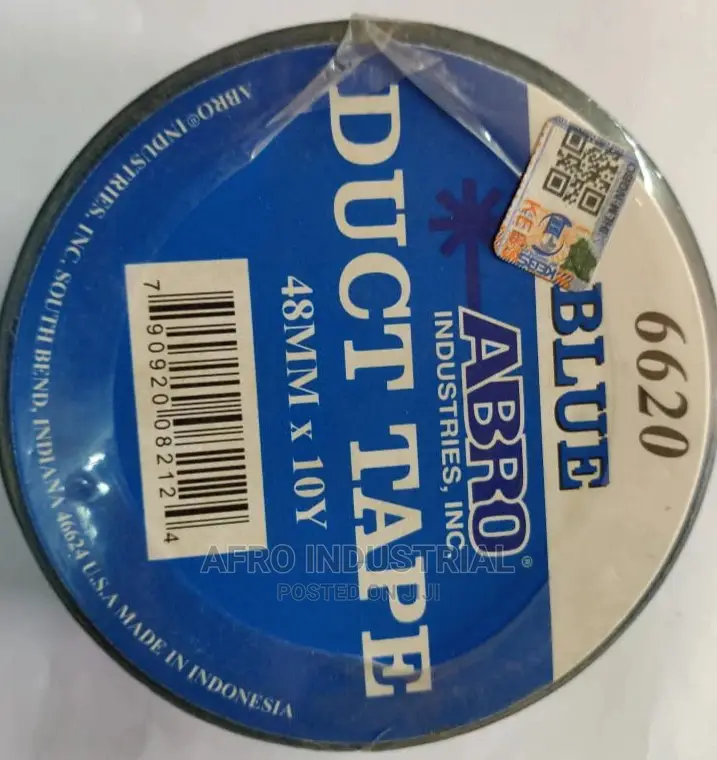 6620
BLUE
ABRO®
INDUSTRIES, INC.
DUCT TAPE
48MM x 10Y
7 90920 08212 4
ABRO® INDUSTRIES, INC. SOUTH BEND, INDIANA 46624 U.S.A MADE IN INDONESIA
KEBS
AFRO INDUSTRIAL
POSTED ON JIJI